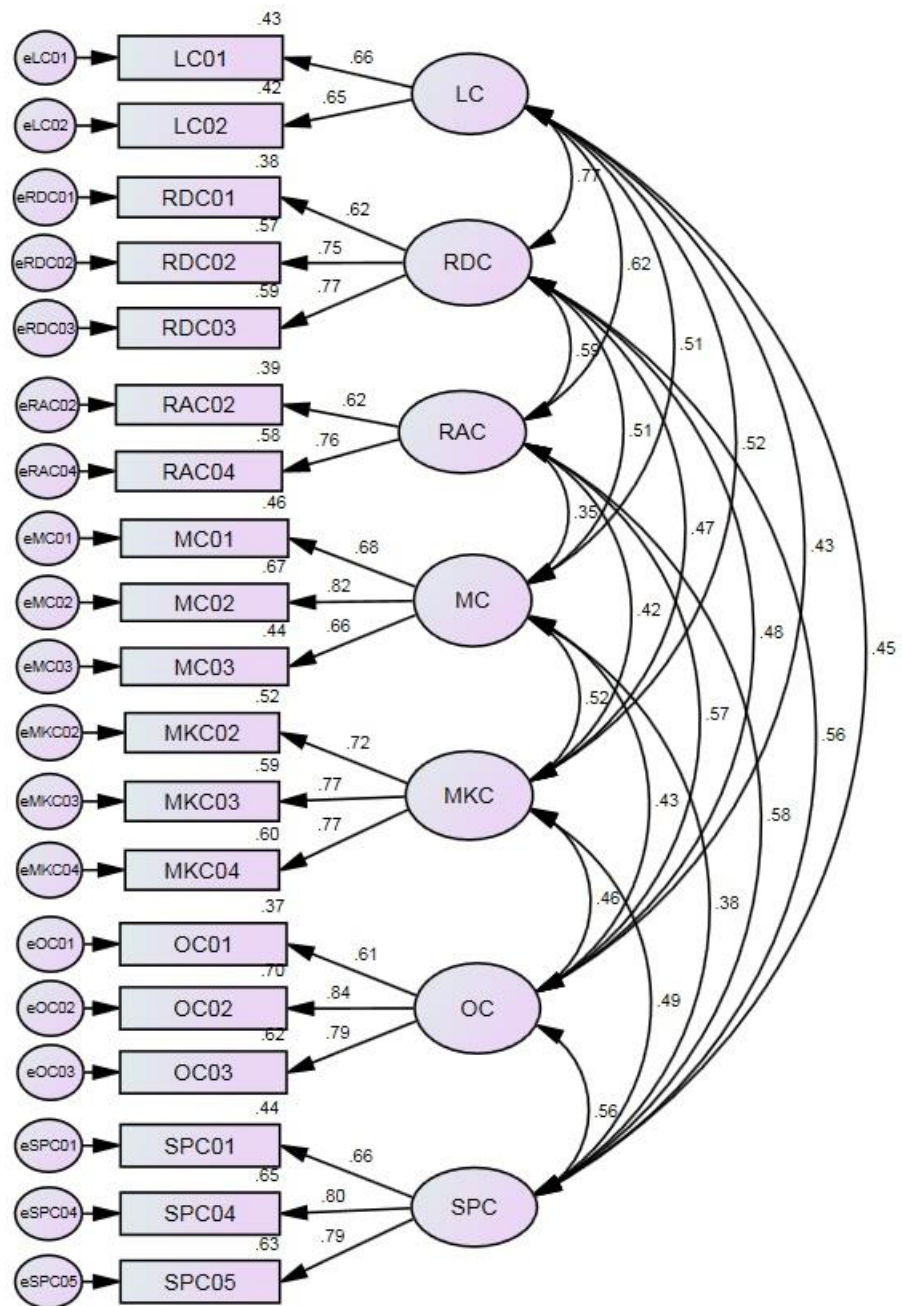 .43
eLC01 LC01 .66 LC
.42
eLC02 LC02 .65
.38
.77
eRDC01 RDC01 .62
.57
eRDC02 RDC02 .75 RDC .62
.59
eRDC03 RDC03 .77
.51
.59
.39
eRAC02 RAC02 .62
.58
RAC .51 .52
eRAC04 RAC04 .76
.46
.35 .47
eMC01 MC01 .68 .43
.67
eMC02 MC02 .82 MC .42
.44
.48 .45
eMC03 MC03 .66
.52
.52 .57
eMKC02 MKC02 .72 .56
.59
eMKC03 MKC03 .77 MKC
.60
.43 .58
eMKC04 MKC04 .77
.37
.46 .38
eOC01 OC01 .61
.70
eOC02 OC02 .84 OC .49
.62
eOC03 OC03 .79
.44
.56
eSPC01 SPC01 .66
.65
eSPC04 SPC04 .80 SPC
.63
eSPC05 SPC05 .79